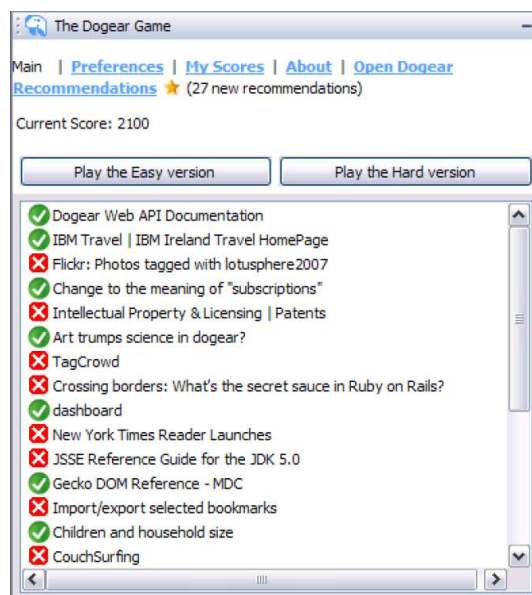 The Dogear Game
Main | Preferences | My Scores | About | Open Dogear
Recommendations (27 new recommendations)
Current Score: 2100
Play the Easy version Play the Hard version
Dogear Web API Documentation
IBM Travel | IBM Ireland Travel HomePage
Flickr: Photos tagged with lotusphere2007
Change to the meaning of "subscriptions"
Intellectual Property & Licensing | Patents
Art trumps science in dogear?
TagCrowd
Crossing borders: What's the secret sauce in Ruby on Rails?
dashboard
New York Times Reader Launches
JSSE Reference Guide for the JDK 5.0
Gecko DOM Reference - MDC
Import/export selected bookmarks
Children and household size
CouchSurfing